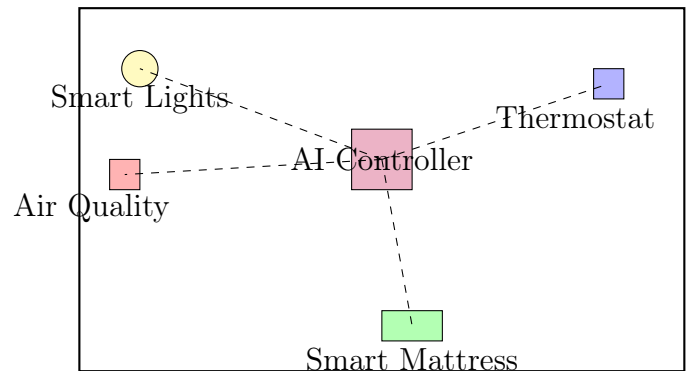 Smart Lights
Thermostat
AI Controller
Air Quality
Smart Mattress